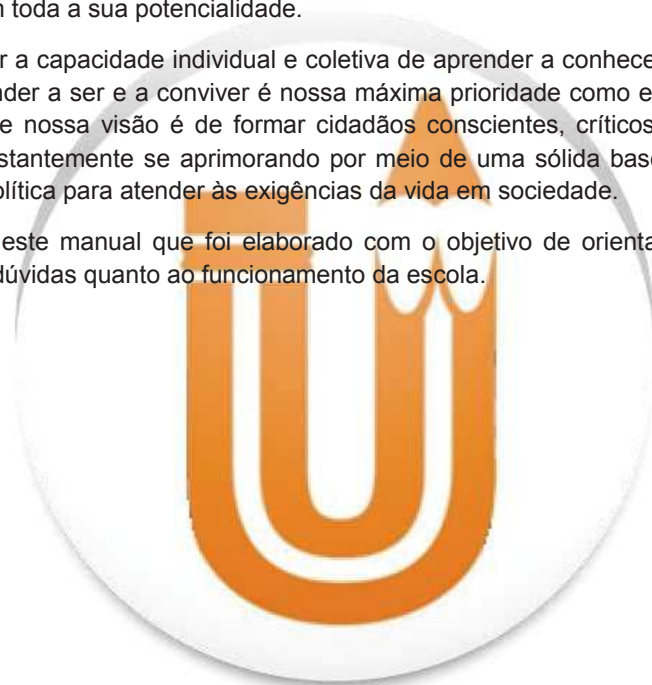 n toda a sua potencialidade.
r a capacidade individual e coletiva de aprender a conhece
nder a ser e a conviver é nossa máxima prioridade como e
e nossa visão é de formar cidadãos conscientes, críticos
stantemente se aprimorando por meio de uma sólida base
olítica para atender às exigências da vida em sociedade.
este manual que foi elaborado com o objetivo de orienta
dúvidas quanto ao funcionamento da escola.